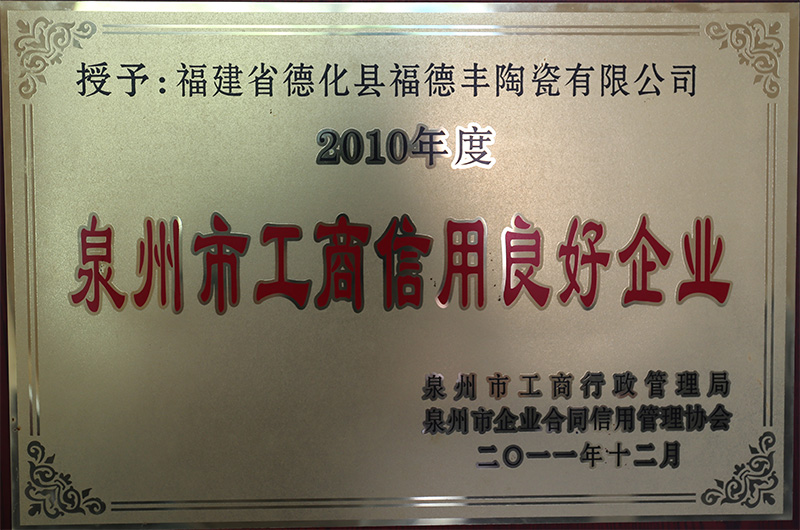 授予：福建省德化县福德丰陶瓷有限公司
2010年度
泉州市工商信用良好企业
泉州市工商行政管理局
泉州市企业合同信用管理协会
二〇一一年十二月